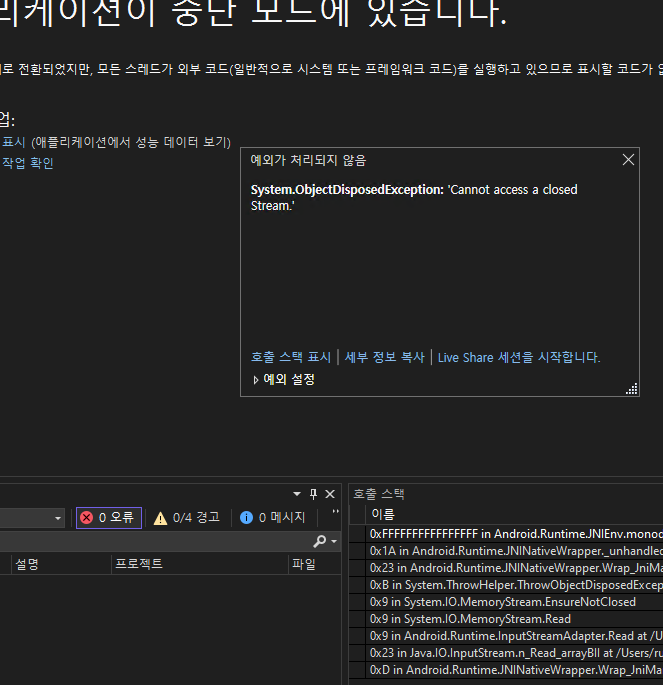 리케이션이 중단 모드에 있습니다.
로 전환되었지만, 모든 스레드가 외부 코드(일반적으로 시스템 또는 프레임워크 코드)를 실행하고 있으므로 표시할 코드가
업:
표시 (애플리케이션에서 성능 데이터 보기)
작업 확인
예외가 처리되지 않음
System.ObjectDisposedException: 'Cannot access a closed
Stream.'
호출 스택 표시 | 세부 정보 복사 | Live Share 세션을 시작합니다.
예외 설정
0 오류
0/4 경고
0 메시지
설명 프로젝트 파일
호출 스택
이름
0xFFFFFFFFFFFFFFFF in Android.Runtime.JNIEnv.monod
0x1A in Android.Runtime.JNINativeWrapper._unhandled
0x23 in Android.Runtime.JNINativeWrapper.Wrap_JniMa
0xB in System.ThrowHelper.ThrowObjectDisposedExcep
0x9 in System.IO.MemoryStream.EnsureNotClosed
0x9 in System.IO.MemoryStream.Read
0x9 in Android.Runtime.InputStreamAdapter.Read at /U
0x23 in Java.IO.InputStream.n_Read_arrayBII at /Users/ru
0xD in Android.Runtime.JNINativeWrapper.Wrap_JniMa